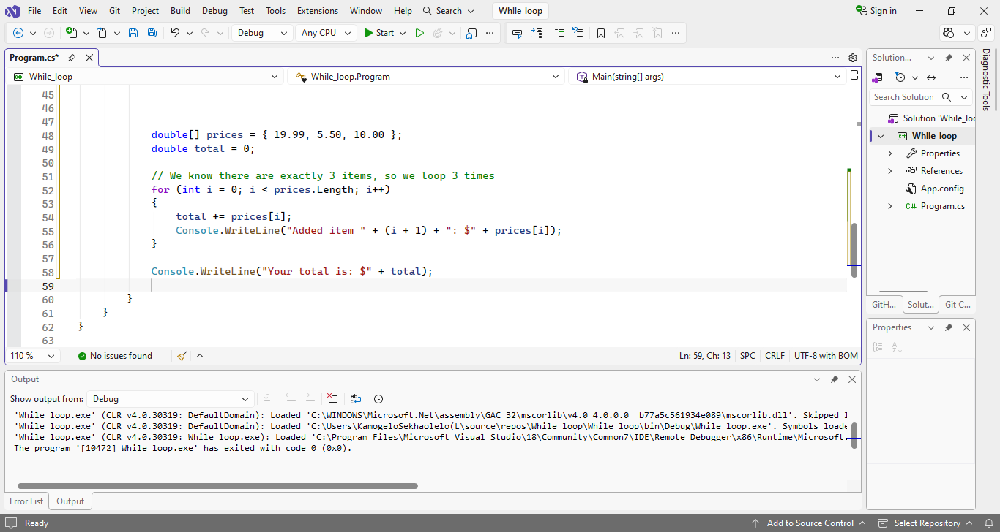 File Edit View Git Project Build Debug Test Tools Extensions Window Help Search While_loop Sign in
Debug Any CPU Start
Program.cs*
While_loop While_loop.Program Main(string[] args)
45
46
47
48 double[] prices = { 19.99, 5.50, 10.00 };
49 double total = 0;
50
51 // We know there are exactly 3 items, so we loop 3 times
52 for (int i = 0; i < prices.Length; i++)
53 {
54 total += prices[i];
55 Console.WriteLine("Added item " + (i + 1) + ": $" + prices[i]);
56 }
57
58 Console.WriteLine("Your total is: $" + total);
59
60 }
61 }
62 }
63
110 % No issues found Ln: 59, Ch: 13 SPC CRLF UTF-8 with BOM
Output
Show output from: Debug
'While_loop.exe' (CLR v4.0.30319: DefaultDomain): Loaded 'C:\WINDOWS\Microsoft.Net\assembly\GAC_32\mscorlib\v4.0_4.0.0.0__b77a5c561934e089\mscorlib.dll'. Skipped l
'While_loop.exe' (CLR v4.0.30319: DefaultDomain): Loaded 'C:\Users\KamogeloSekhaolelo(L\source\repos\While_loop\While_loop\bin\Debug\While_loop.exe'. Symbols loade
'While_loop.exe' (CLR v4.0.30319: While_loop.exe): Loaded 'C:\Program Files\Microsoft Visual Studio\18\Community\Common7\IDE\Remote Debugger\x86\Runtime\Microsoft.
The program '[10472] While_loop.exe' has exited with code 0 (0x0).
Error List Output
Solution...
Search Solution
Solution 'While_loo
While_loop
Properties
References
App.config
C# Program.cs
GitH... Solut... Git C...
Properties
Diagnostic Tools
Ready Add to Source Control Select Repository